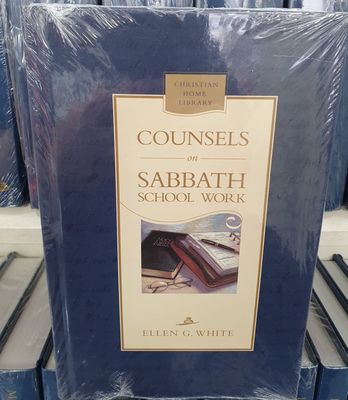 CHRISTIAN
HOME
LIBRARY
COUNSELS
on
SABBATH
SCHOOL WORK
ELLEN G. WHITE